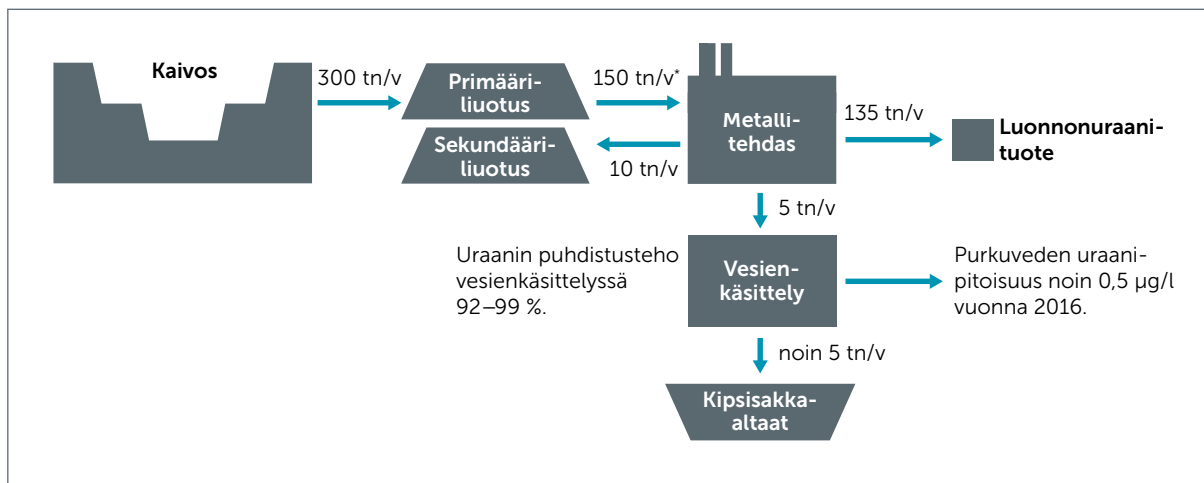 Kaivos
300 tn/v
Primääri-
liuotus
150 tn/v*
Metalli-
tehdas
135 tn/v
Luonnonuraani-
tuote
Sekundääri-
liuotus
10 tn/v
5 tn/v
Uraanin puhdistusteho
vesienkäsittelyssä
92–99 %.
Vesien-
käsittely
Purkuveden uraani-
pitoisuus noin 0,5 µg/l
vuonna 2016.
noin 5 tn/v
Kipsisakka-
altaat